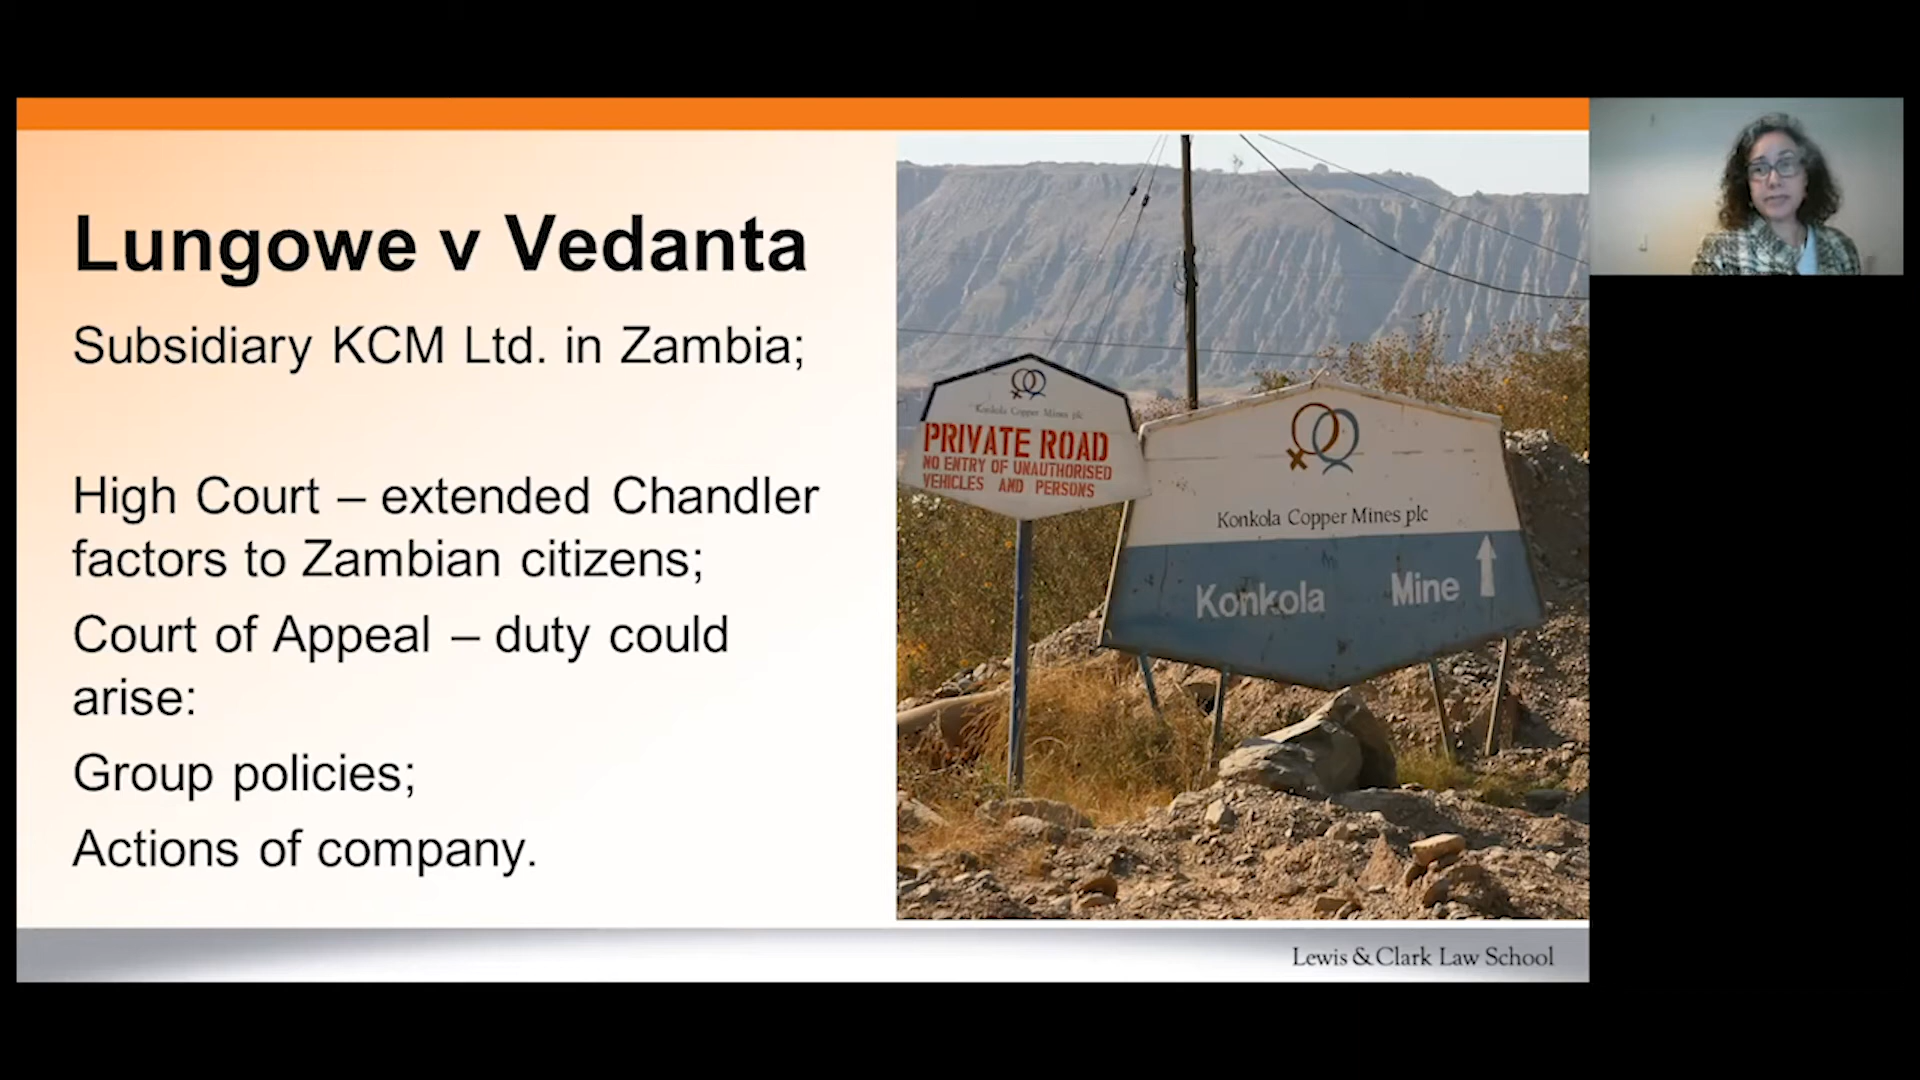 Lungowe v Vedanta
Subsidiary KCM Ltd. in Zambia;
High Court – extended Chandler
factors to Zambian citizens;
Court of Appeal – duty could
arise:
Group policies;
Actions of company.
Konkola Copper Mines plc
PRIVATE ROAD
NO ENTRY OF UNAUTHORISED
VEHICLES AND PERSONS
Konkola Copper Mines plc
Konkola Mine
Lewis & Clark Law School